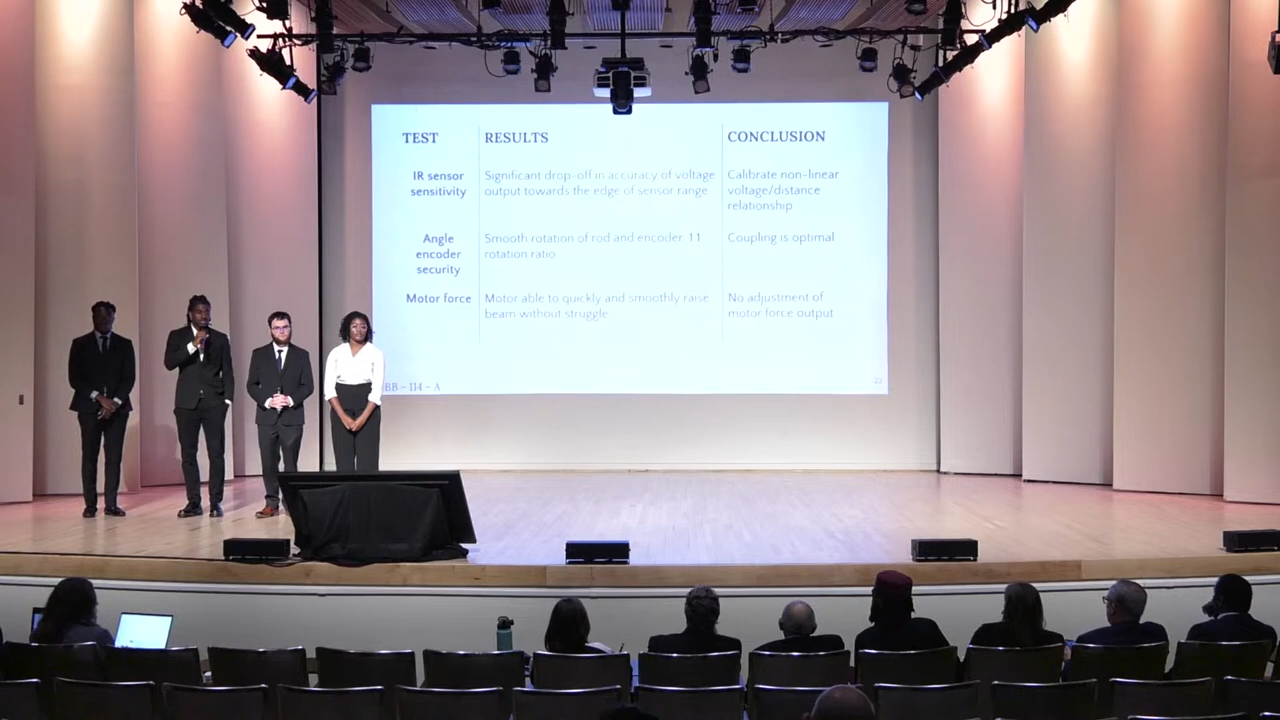 TEST RESULTS CONCLUSION
IR sensor sensitivity
Significant drop-off in accuracy of voltage
output towards the edge of sensor range
Calibrate non-linear
voltage/distance
relationship
Angle
encoder
security
Smooth rotation of rod and encoder 1:1
rotation ratio
Coupling is optimal
Motor force
Motor able to quickly and smoothly raise
beam without struggle
No adjustment of
motor force output
BB - 114 - A